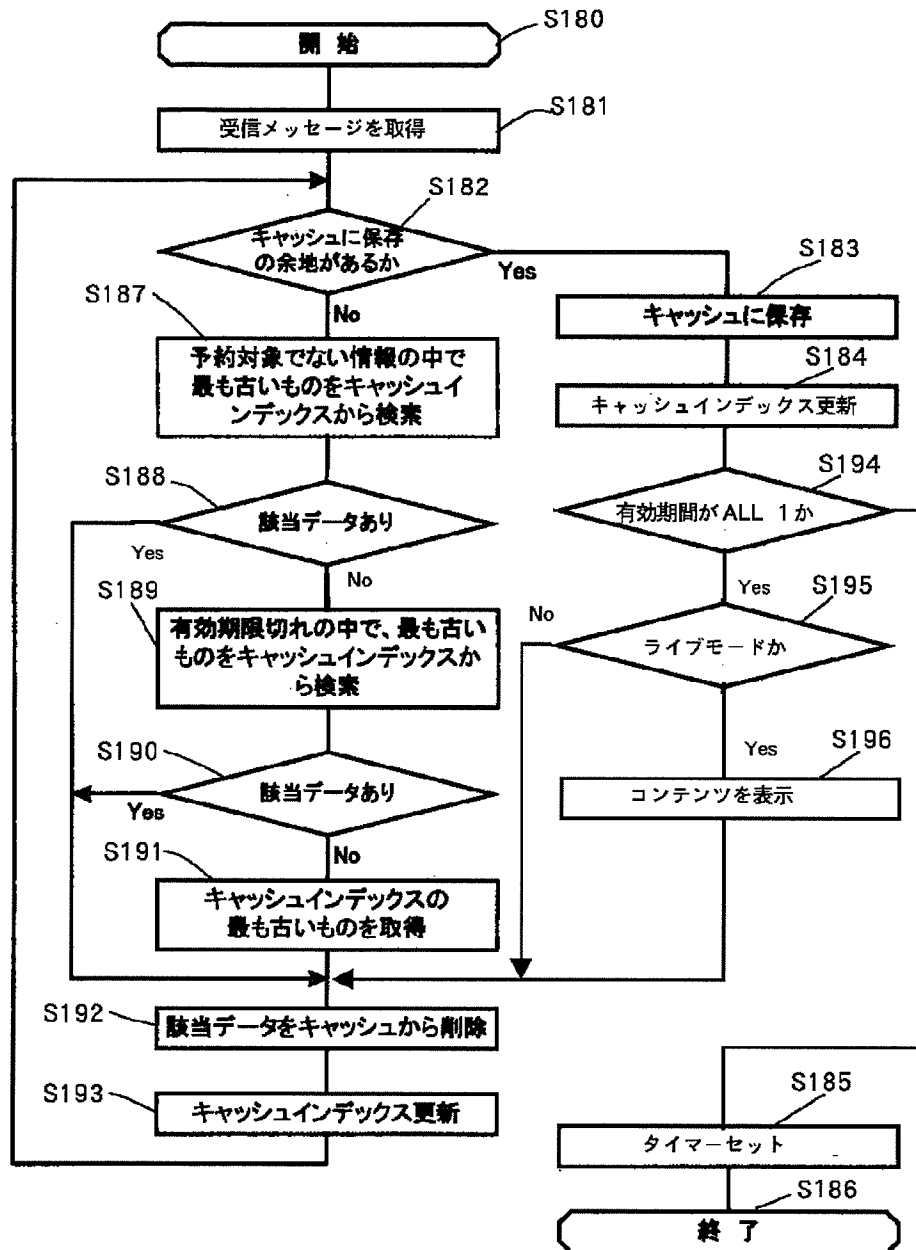 S180
開 始
S181
受信メッセージを取得
S182
キャッシュに保存
の余地があるか
Yes
No
S183
キャッシュに保存
S187
予約対象でない情報の中で
最も古いものをキャッシュイ
ンデックスから検索
S184
キャッシュインデックス更新
S188
該当データあり
Yes
No
S194
有効期間がALL 1か
Yes
S189
有効期限切れの中で、最も古い
ものをキャッシュインデックスか
ら検索
S195
ライブモードか
No
Yes
S190
該当データあり
Yes
No
S196
コンテンツを表示
S191
キャッシュインデックスの
最も古いものを取得
S192
該当データをキャッシュから削除
S193
キャッシュインデックス更新
S185
タイマーセット
S186
終 了